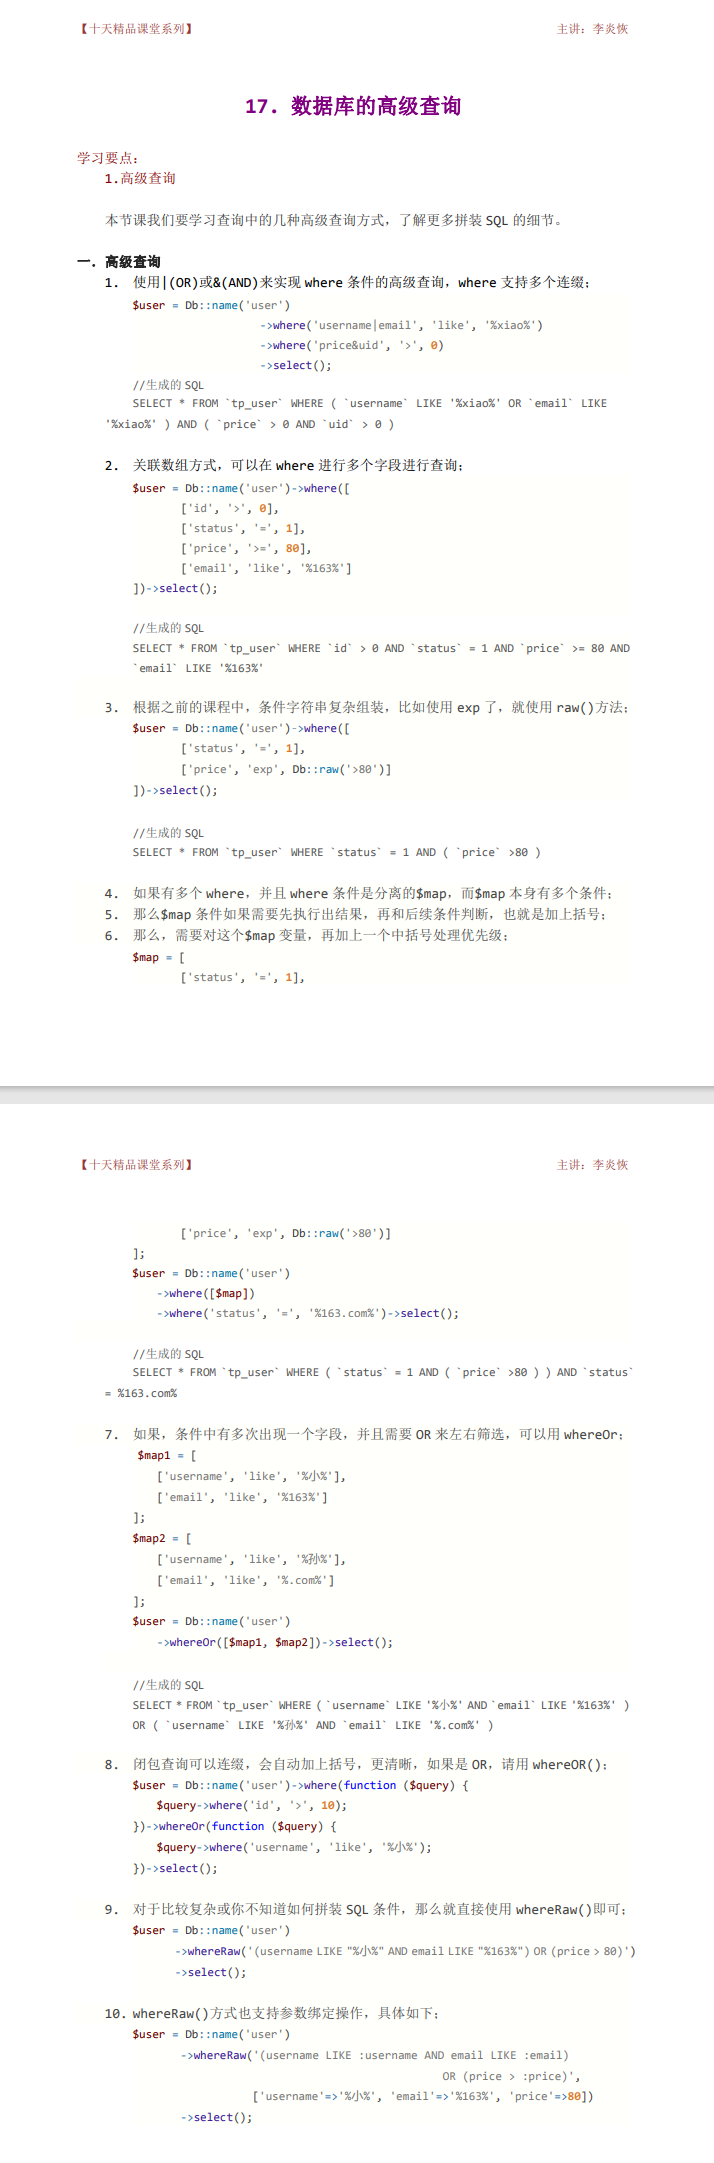 【十天精品课堂系列】 主讲：李炎恢
17. 数据库的高级查询
学习要点：
1.高级查询
本节课我们要学习查询中的几种高级查询方式，了解更多拼装 SQL 的细节。
一. 高级查询
1. 使用|(OR)或&(AND)来实现 where 条件的高级查询，where 支持多个连缀；
$user = Db::name('user')
->where('username|email', 'like', '%xiao%')
->where('price&uid', '>', 0)
->select();
//生成的 SQL
SELECT * FROM `tp_user` WHERE ( `username` LIKE '%xiao%' OR `email` LIKE
'%xiao%' ) AND ( `price` > 0 AND `uid` > 0 )
2. 关联数组方式，可以在 where 进行多个字段进行查询；
$user = Db::name('user')->where([
['id', '>', 0],
['status', '=', 1],
['price', '>=', 80],
['email', 'like', '%163%']
])->select();
//生成的 SQL
SELECT * FROM `tp_user` WHERE `id` > 0 AND `status` = 1 AND `price` >= 80 AND
`email` LIKE '%163%'
3. 根据之前的课程中，条件字符串复杂组装，比如使用 exp 了，就使用 raw()方法；
$user = Db::name('user')->where([
['status', '=', 1],
['price', 'exp', Db::raw('>80')]
])->select();
//生成的 SQL
SELECT * FROM `tp_user` WHERE `status` = 1 AND ( `price` >80 )
4. 如果有多个 where，并且 where 条件是分离的$map，而$map 本身有多个条件；
5. 那么$map 条件如果需要先执行出结果，再和后续条件判断，也就是加上括号；
6. 那么，需要对这个$map 变量，再加上一个中括号处理优先级；
$map = [
['status', '=', 1],
【十天精品课堂系列】 主讲：李炎恢
['price', 'exp', Db::raw('>80')]
];
$user = Db::name('user')
->where([$map])
->where('status', '=', '%163.com%')->select();
//生成的 SQL
SELECT * FROM `tp_user` WHERE ( `status` = 1 AND ( `price` >80 ) ) AND `status`
= %163.com%
7. 如果，条件中有多次出现一个字段，并且需要 OR 来左右筛选，可以用 whereOr；
$map1 = [
['username', 'like', '%小%'],
['email', 'like', '%163%']
];
$map2 = [
['username', 'like', '%孙%'],
['email', 'like', '%.com%']
];
$user = Db::name('user')
->whereOr([$map1, $map2])->select();
//生成的 SQL
SELECT * FROM `tp_user` WHERE ( `username` LIKE '%小%' AND `email` LIKE '%163%' )
OR ( `username` LIKE '%孙%' AND `email` LIKE '%.com%' )
8. 闭包查询可以连缀，会自动加上括号，更清晰，如果是 OR，请用 whereOR()；
$user = Db::name('user')->where(function ($query) {
$query->where('id', '>', 10);
})->whereOr(function ($query) {
$query->where('username', 'like', '%小%');
})->select();
9. 对于比较复杂或你不知道如何拼装 SQL 条件，那么就直接使用 whereRaw()即可；
$user = Db::name('user')
->whereRaw('(username LIKE "%小%" AND email LIKE "%163%") OR (price > 80)')
->select();
10. whereRaw()方式也支持参数绑定操作，具体如下；
$user = Db::name('user')
->whereRaw('(username LIKE :username AND email LIKE :email)
OR (price > :price)',
['username'=>'%小%', 'email'=>'%163%', 'price'=>80])
->select();